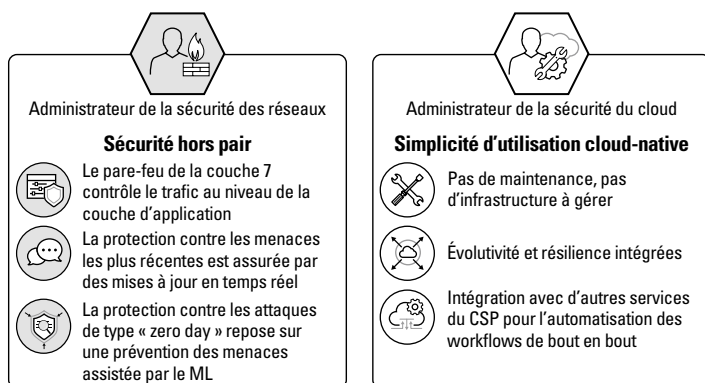 Administrateur de la sécurité des réseaux
Sécurité hors pair
Le pare-feu de la couche 7
contrôle le trafic au niveau de la
couche d'application
La protection contre les menaces
les plus récentes est assurée par
des mises à jour en temps réel
La protection contre les attaques
de type « zero day » repose sur
une prévention des menaces
assistée par le ML
Administrateur de la sécurité du cloud
Simplicité d'utilisation cloud-native
Pas de maintenance, pas
d'infrastructure à gérer
Évolutivité et résilience intégrées
Intégration avec d'autres services
du CSP pour l'automatisation des
workflows de bout en bout